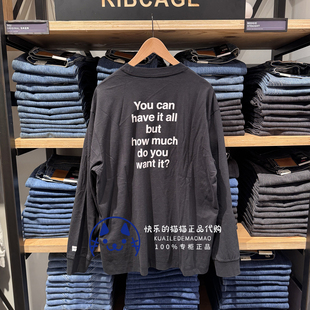 RIBCAGE
You can
have it all
but
how much
do you
want it?
快乐的猫猫正品代购
KUAILEDEMAOMAO
100%专柜正品